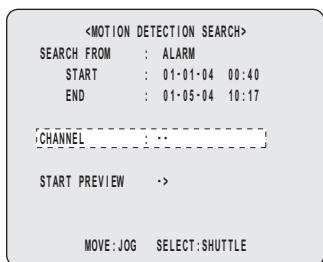 <MOTION DETECTION SEARCH>
SEARCH FROM : ALARM
START : 01-01-04 00:40
END : 01-05-04 10:17
CHANNEL : --
START PREVIEW ->
MOVE:JOG SELECT:SHUTTLE